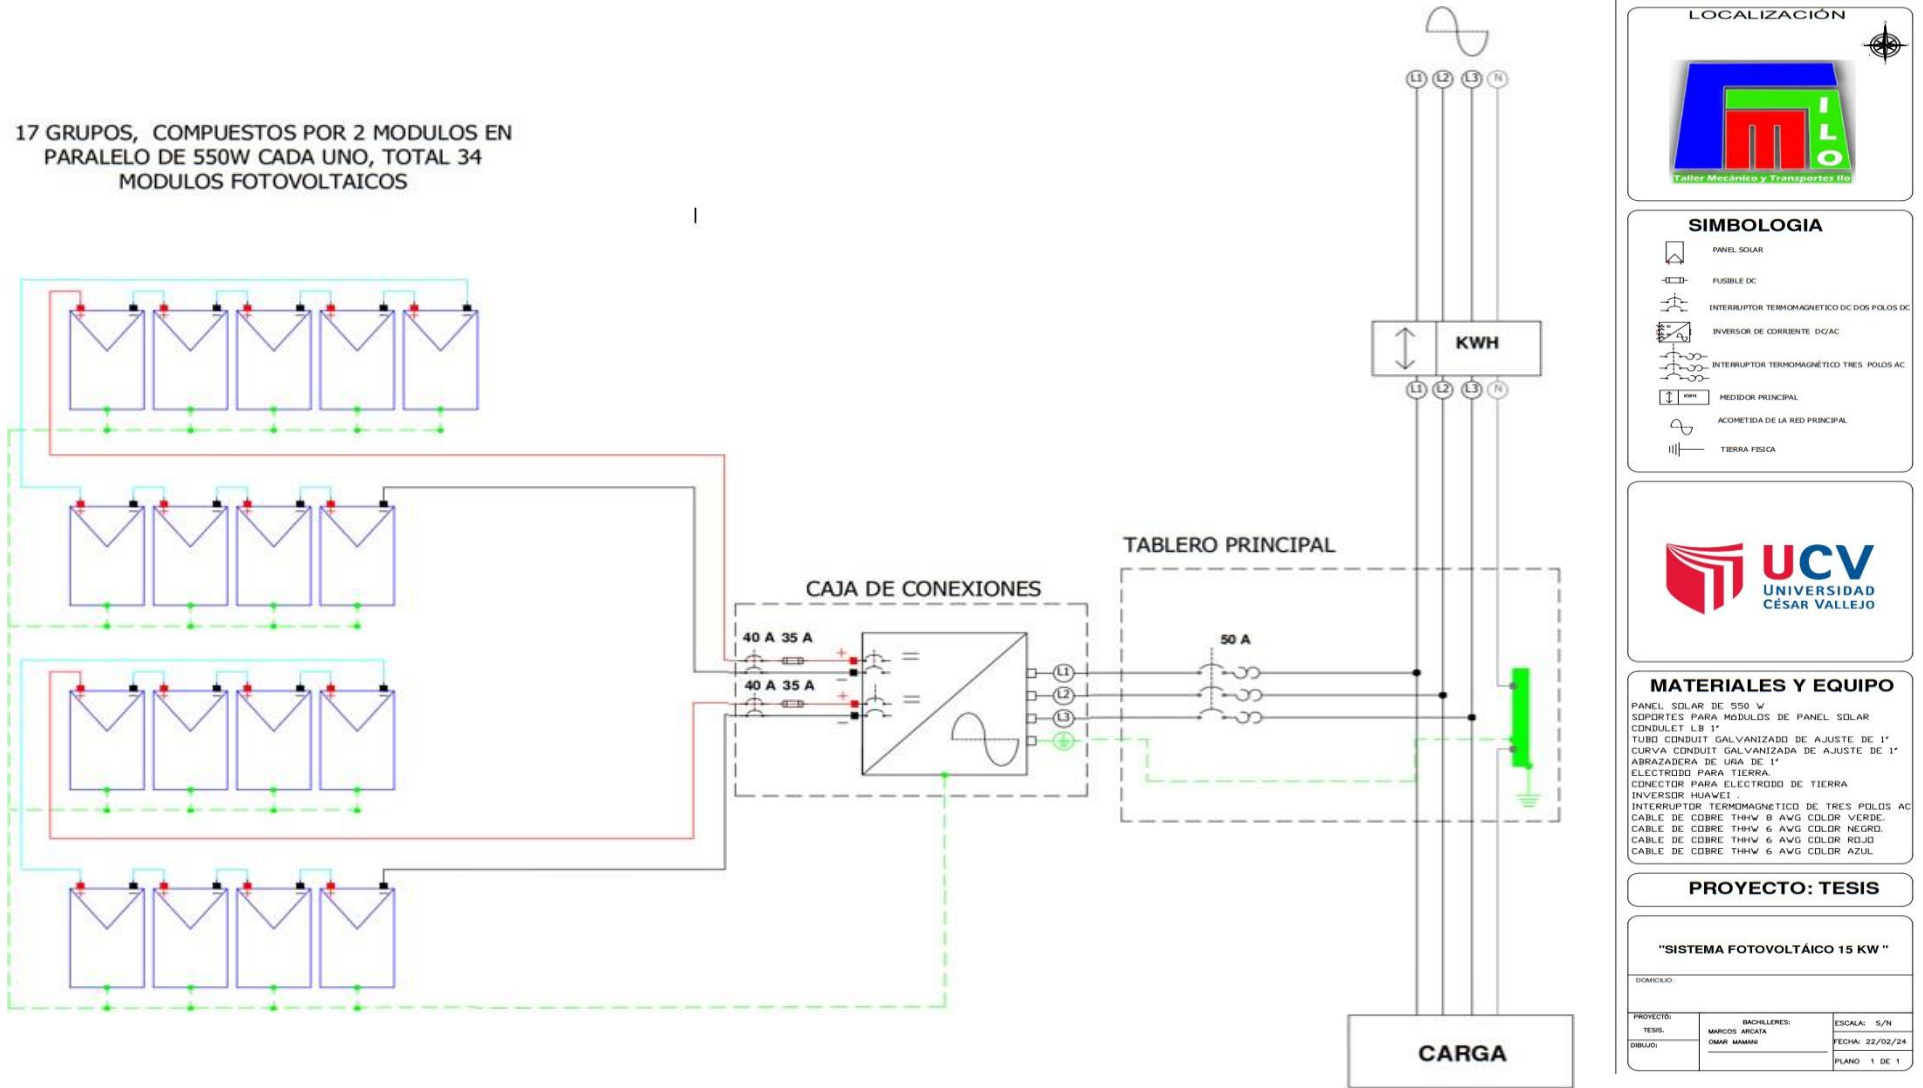 17 GRUPOS, COMPUESTOS POR 2 MODULOS EN
PARALELO DE 550W CADA UNO, TOTAL 34
MODULOS FOTOVOLTAICOS
L1 L2 L3 N
KWH
L1 L2 L3 N
TABLERO PRINCIPAL
CAJA DE CONEXIONES
40 A 35 A
40 A 35 A
50 A
L1
L2
L3
CARGA
LOCALIZACIÓN
ILO
Taller Mecánico y Transportes Ilo
SIMBOLOGIA
PANEL SOLAR
FUSIBLE DC
INTERRUPTOR TERMOMAGNETICO DC DOS POLOS DC
INVERSOR DE CORRIENTE DC/AC
INTERRUPTOR TERMOMAGNÉTICO TRES POLOS AC
KWH
MEDIDOR PRINCIPAL
ACOMETIDA DE LA RED PRINCIPAL
TIERRA FISICA
UCV
UNIVERSIDAD
CÉSAR VALLEJO
MATERIALES Y EQUIPO
PANEL SOLAR DE 550 W
SOPORTES PARA MóDULOS DE PANEL SOLAR
CONDULET LB 1"
TUBO CONDUIT GALVANIZADO DE AJUSTE DE 1"
CURVA CONDUIT GALVANIZADA DE AJUSTE DE 1"
ABRAZADERA DE UñA DE 1"
ELECTRODO PARA TIERRA.
CONECTOR PARA ELECTRODO DE TIERRA
INVERSOR HUAWEI .
INTERRUPTOR TERMOMAGNéTICO DE TRES POLOS AC
CABLE DE COBRE THHW 8 AWG COLOR VERDE.
CABLE DE COBRE THHW 6 AWG COLOR NEGRO.
CABLE DE COBRE THHW 6 AWG COLOR ROJO
CABLE DE COBRE THHW 6 AWG COLOR AZUL
PROYECTO: TESIS
"SISTEMA FOTOVOLTÁICO 15 KW "
DOMICILIO:
PROYECTO:
TESIS.
DIBUJO:
BACHILLERES:
MARCOS ARCATA
OMAR MAMANI
ESCALA: S/N
FECHA: 22/02/24
PLANO 1 DE 1